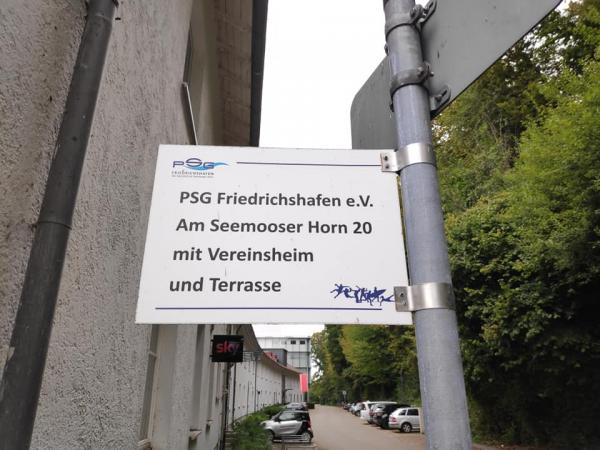 PSG
FRIEDRICHSHAFEN
PSG Friedrichshafen e.V.
Am Seemooser Horn 20
mit Vereinsheim
und Terrasse
sky